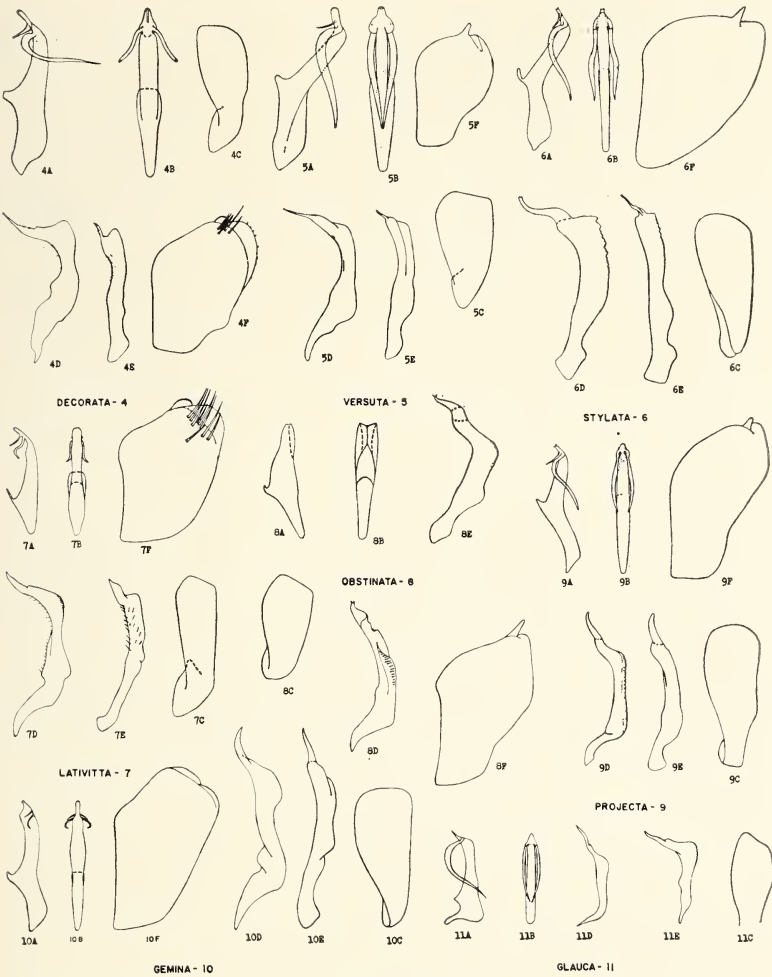 4A 4B 4C 5A 5B 5F 6A 6B 6F
4D 4E 4F 5D 5E 5C 6D 6E 6C
DECORATA - 4 VERSUTA - 5 STYLATA - 6
7A 7B 7F 8A 8B 8E 9A 9B 9F
OBSTINATA - 8
7D 7E 7C 8C 8D 8F 9D 9E 9C
LATIVITTA - 7 PROJECTA - 9
10A 10B 10F 10D 10E 10C 11A 11B 11D 11E 11C
GEMINA - 10 GLAUCA - 11